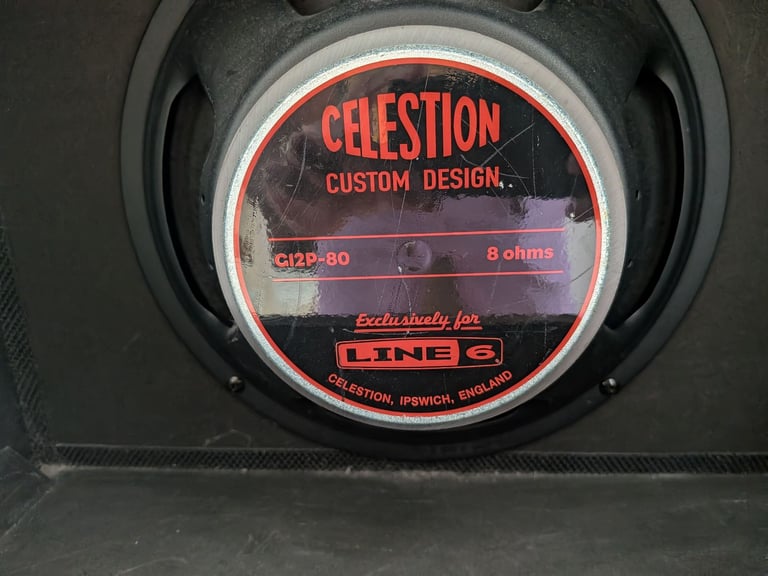 CELESTION
CUSTOM DESIGN
G12P-80 8 ohms
Exclusively for
LINE 6
CELESTION, IPSWICH, ENGLAND